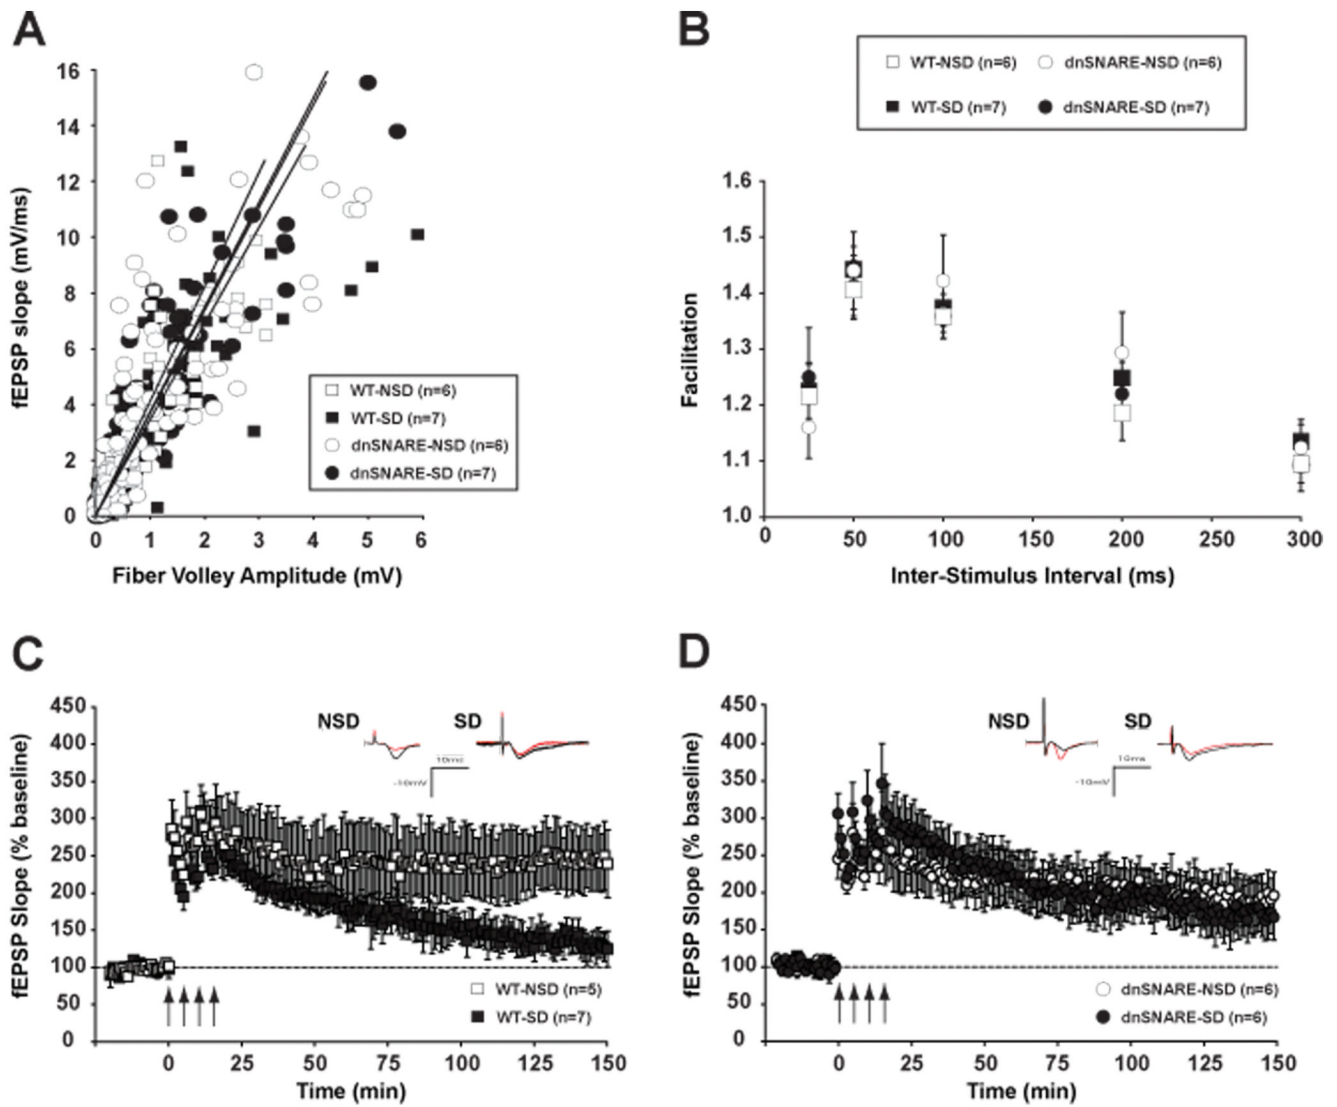 A
fEPSP slope (mV/ms)
16
14
12
10
8
6
4
2
0
0 1 2 3 4 5 6
Fiber Volley Amplitude (mV)
WT-NSD (n=6)
WT-SD (n=7)
dnSNARE-NSD (n=6)
dnSNARE-SD (n=7)
B
WT-NSD (n=6) dnSNARE-NSD (n=6)
WT-SD (n=7) dnSNARE-SD (n=7)
Facilitation
1.6
1.5
1.4
1.3
1.2
1.1
1.0
0 50 100 150 200 250 300
Inter-Stimulus Interval (ms)
C
fEPSP Slope (% baseline)
450
400
350
300
250
200
150
100
50
0
NSD SD
10ms
-10mV
WT-NSD (n=5)
WT-SD (n=7)
0 25 50 75 100 125 150
Time (min)
D
fEPSP Slope (% baseline)
450
400
350
300
250
200
150
100
50
0
NSD SD
10ms
-10mV
dnSNARE-NSD (n=6)
dnSNARE-SD (n=6)
0 25 50 75 100 125 150
Time (min)